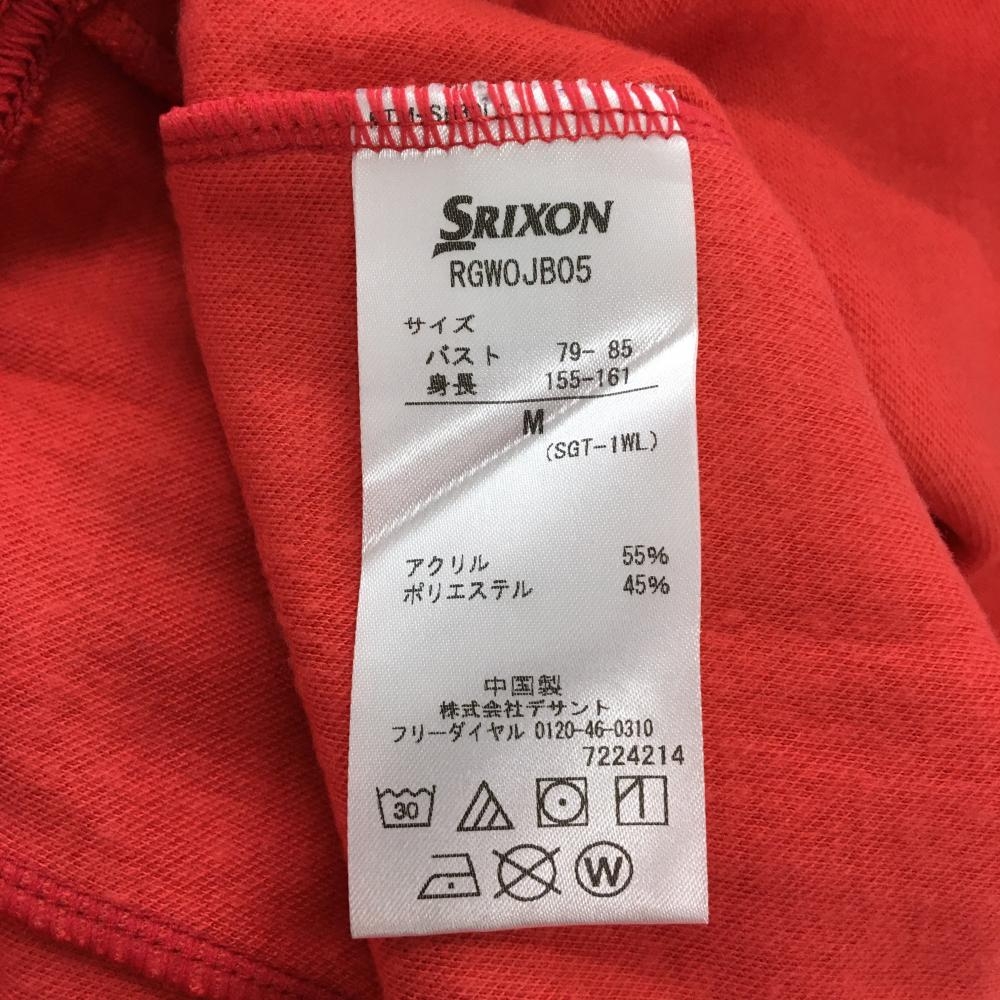 SRIXON
RGW0JB05
サイズ
バスト 79- 85
身長 155-161
M
(SGT-1WL)
アクリル 55%
ポリエステル 45%
中国製
株式会社デサント
フリーダイヤル 0120-46-0310
7224214
30
W